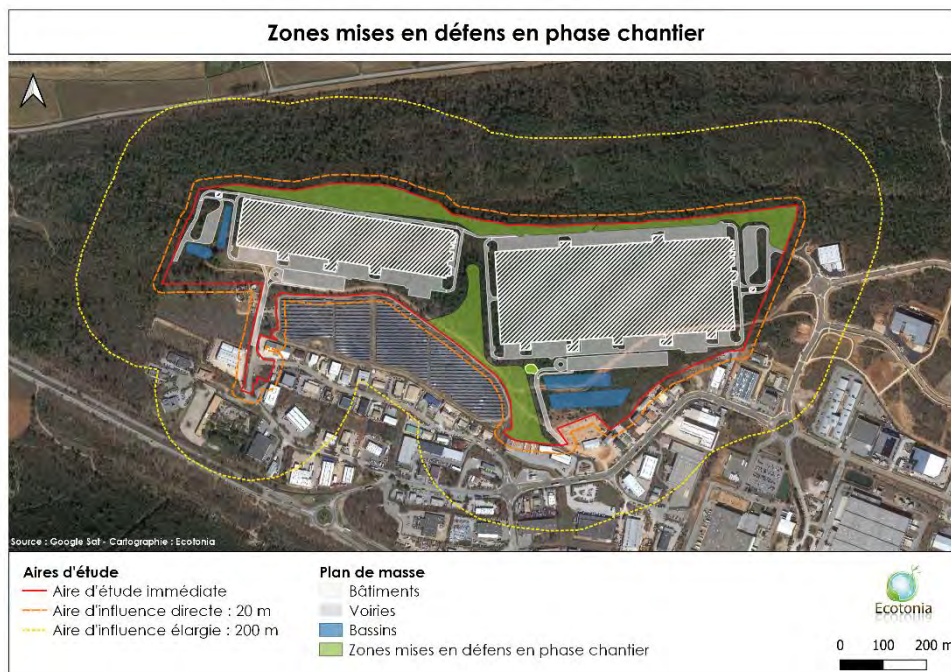 Zones mises en défens en phase chantier
Source : Google Sat - Cartographie : Ecotonia
Aires d'étude
Aire d'étude immédiate
Aire d'influence directe : 20 m
Aire d'influence élargie : 200 m
Plan de masse
Bâtiments
Voiries
Bassins
Zones mises en défens en phase chantier
Ecotonia
0 100 200 m